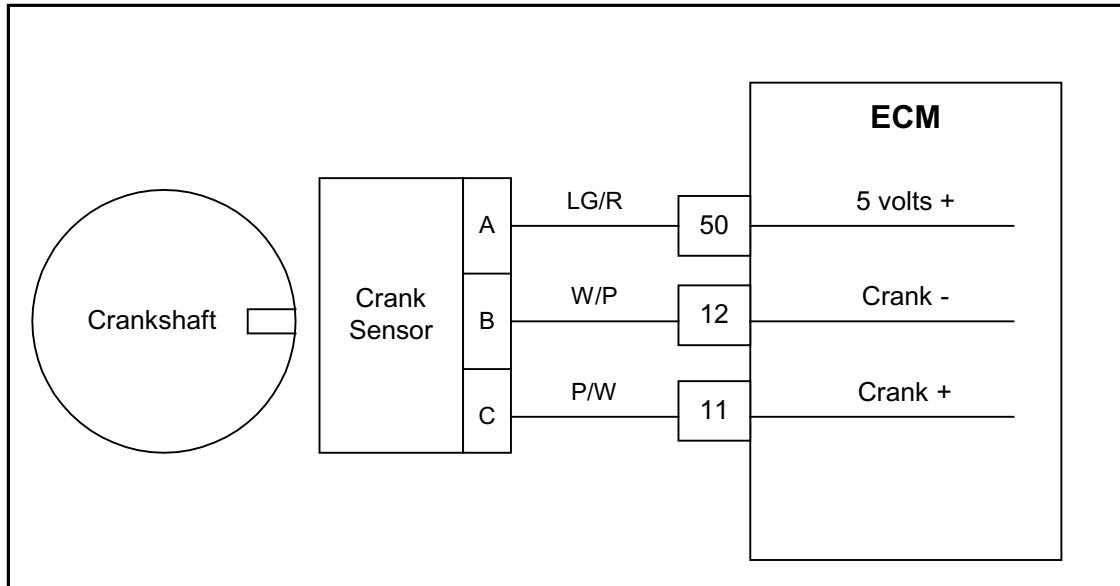 ECM
LG/R
5 volts +
A
50
W/P
Crank -
Crankshaft
Crank
Sensor
B
12
P/W
Crank +
C
11